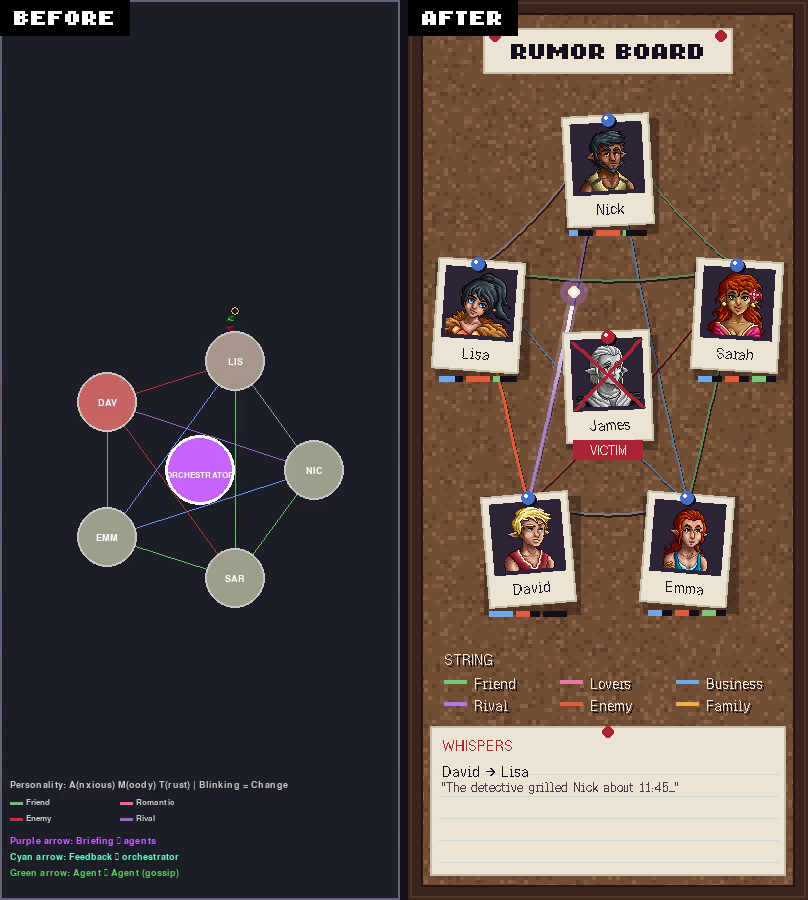 BEFORE
LIS
DAV
ORCHESTRATOR
NIC
EMM
SAR
Personality: A(nxious) M(oody) T(rust) | Blinking = Change
Friend
Romantic
Enemy
Rival
Purple arrow: Briefing ▯ agents
Cyan arrow: Feedback ▯ orchestrator
Green arrow: Agent ▯ Agent (gossip)
AFTER
RUMOR BOARD
Nick
Lisa
Sarah
James
VICTIM
David
Emma
STRING
Friend
Lovers
Business
Rival
Enemy
Family
WHISPERS
David → Lisa
"The detective grilled Nick about 11:45…"